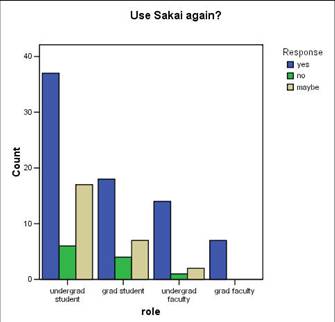 Use Sakai again?
Response
yes
no
maybe
Count
40
30
20
10
0
undergrad student
grad student
undergrad faculty
grad faculty
role